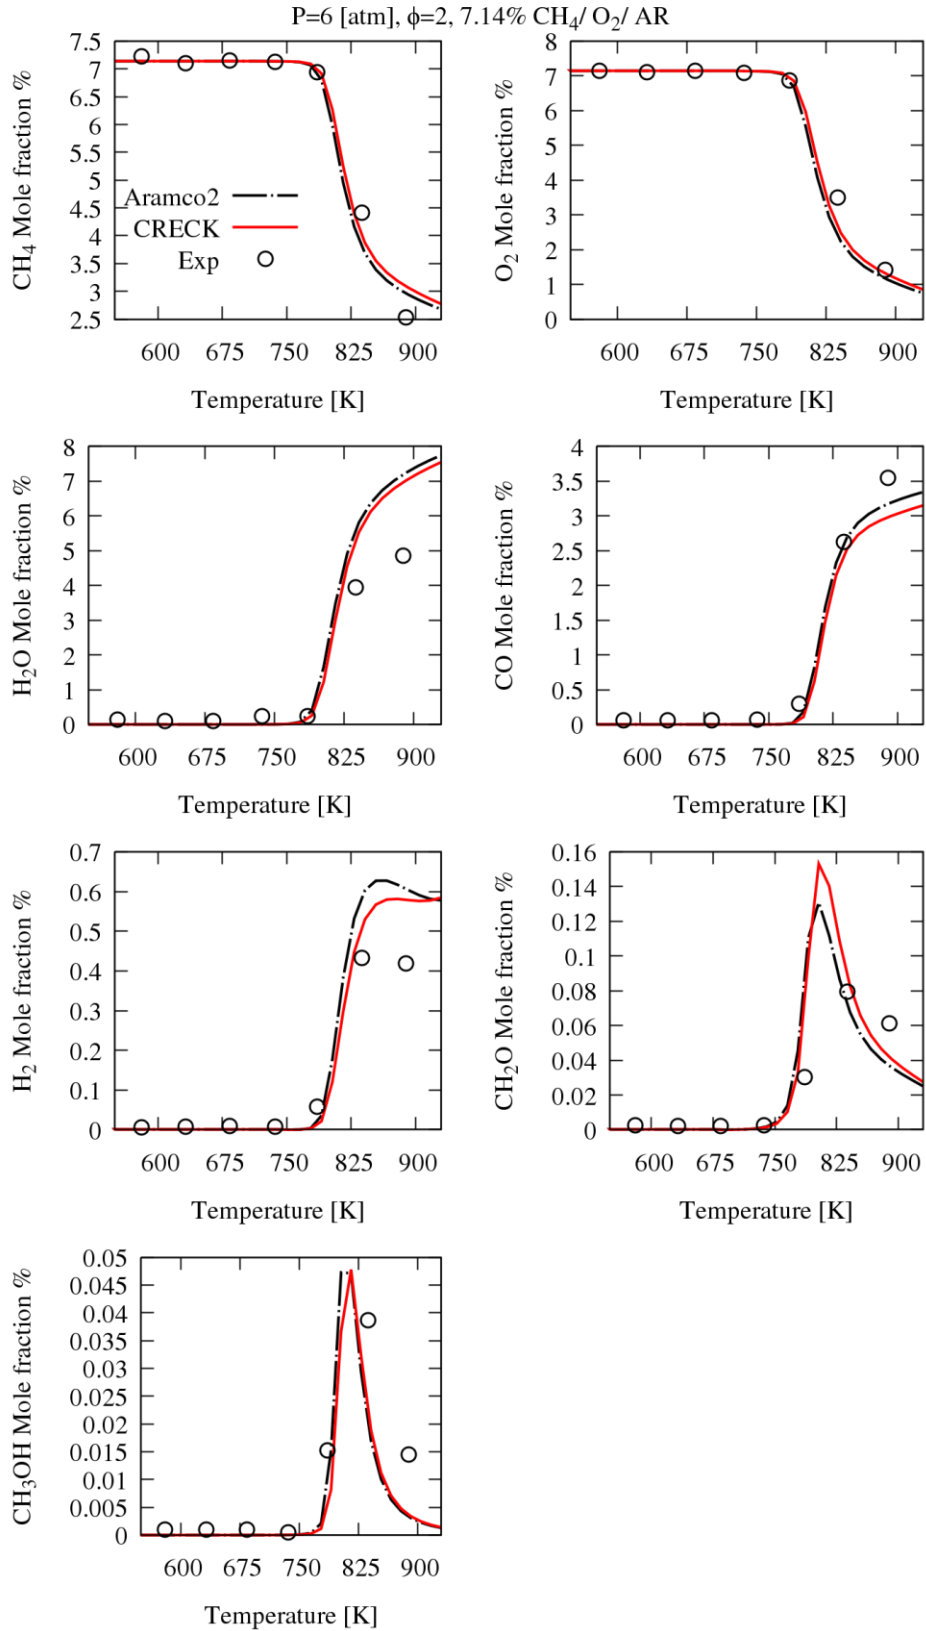 P=6 [atm], ϕ=2, 7.14% CH₄/ O₂/ AR
CH₄ Mole fraction %
7.5
7
6.5
6
5.5
5
4.5
4
3.5
3
2.5
Aramco2
CRECK
Exp
600 675 750 825 900
Temperature [K]
O₂ Mole fraction %
8
7
6
5
4
3
2
1
0
600 675 750 825 900
Temperature [K]
H₂O Mole fraction %
8
7
6
5
4
3
2
1
0
600 675 750 825 900
Temperature [K]
CO Mole fraction %
4
3.5
3
2.5
2
1.5
1
0.5
0
600 675 750 825 900
Temperature [K]
H₂ Mole fraction %
0.7
0.6
0.5
0.4
0.3
0.2
0.1
0
600 675 750 825 900
Temperature [K]
CH₂O Mole fraction %
0.16
0.14
0.12
0.1
0.08
0.06
0.04
0.02
0
600 675 750 825 900
Temperature [K]
CH₃OH Mole fraction %
0.05
0.045
0.04
0.035
0.03
0.025
0.02
0.015
0.01
0.005
0
600 675 750 825 900
Temperature [K]